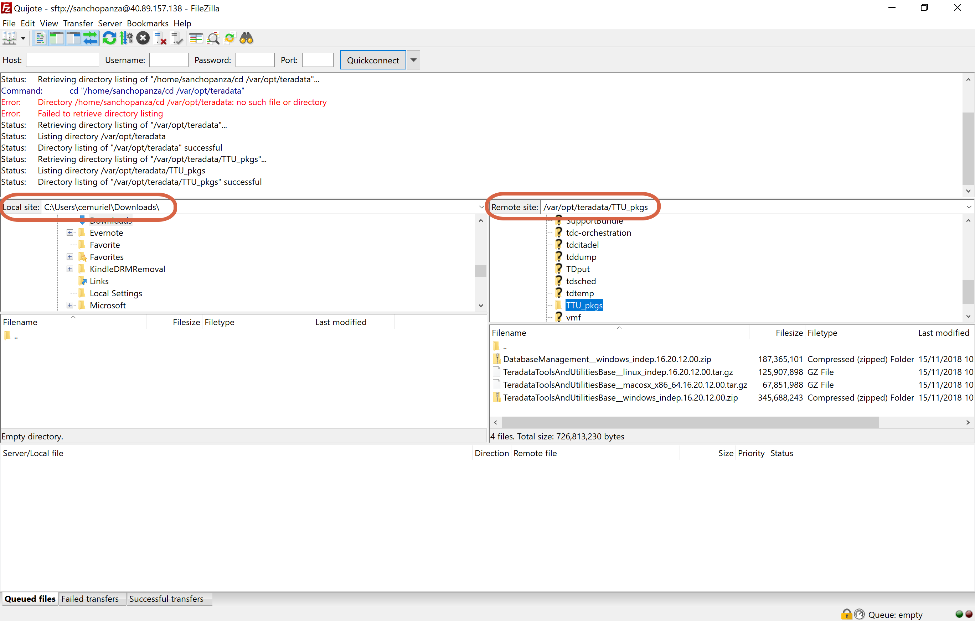 Quijote - sftp://sanchopanza@40.89.157.138 - FileZilla
File Edit View Transfer Server Bookmarks Help
Host: Username: Password: Port: Quickconnect
Status: Retrieving directory listing of "/home/sanchopanza/cd /var/opt/teradata"...
Command: cd "/home/sanchopanza/cd /var/opt/teradata"
Error: Directory /home/sanchopanza/cd /var/opt/teradata: no such file or directory
Error: Failed to retrieve directory listing
Status: Retrieving directory listing of "/var/opt/teradata"...
Status: Listing directory /var/opt/teradata
Status: Directory listing of "/var/opt/teradata" successful
Status: Retrieving directory listing of "/var/opt/teradata/TTU_pkgs"...
Status: Listing directory /var/opt/teradata/TTU_pkgs
Status: Directory listing of "/var/opt/teradata/TTU_pkgs" successful
Local site: C:\Users\cemuriel\Downloads\
Downloads
Evernote
Favorite
Favorites
KindleDRMRemoval
Links
Local Settings
Microsoft
Filename Filesize Filetype Last modified
..
Empty directory.
Remote site: /var/opt/teradata/TTU_pkgs
SupportBundle
tdc-orchestration
tdcitadel
tddump
TDput
tdsched
tdtemp
TTU_pkgs
vmf
Filename Filesize Filetype Last modified
..
DatabaseManagement__windows_indep.16.20.12.00.zip 187,365,101 Compressed (zipped) Folder 15/11/2018 10
TeradataToolsAndUtilitiesBase__linux_indep.16.20.12.00.tar.gz 125,907,898 GZ File 15/11/2018 10
TeradataToolsAndUtilitiesBase__macosx_x86_64.16.20.12.00.tar.gz 67,851,988 GZ File 15/11/2018 10
TeradataToolsAndUtilitiesBase__windows_indep.16.20.12.00.zip 345,688,243 Compressed (zipped) Folder 15/11/2018 10
4 files. Total size: 726,813,230 bytes
Server/Local file Direction Remote file Size Priority Status
Queued files Failed transfers Successful transfers
Queue: empty